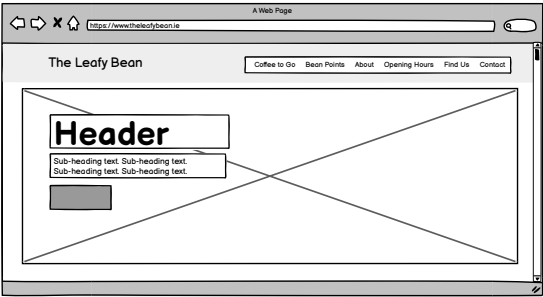 A Web Page
https://www.theleafybean.ie
The Leafy Bean
Coffee to Go Bean Points About Opening Hours Find Us Contact
Header
Sub-heading text. Sub-heading text.
Sub-heading text. Sub-heading text.